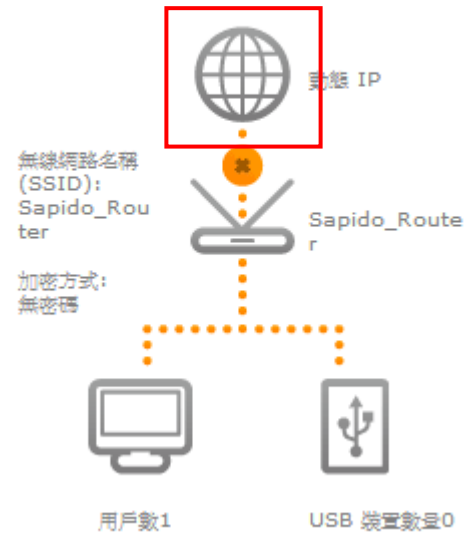 動態 IP
無線網路名稱
(SSID):
Sapido_Rou
ter
Sapido_Route
r
加密方式:
無密碼
用戶數1
USB 裝置數量0